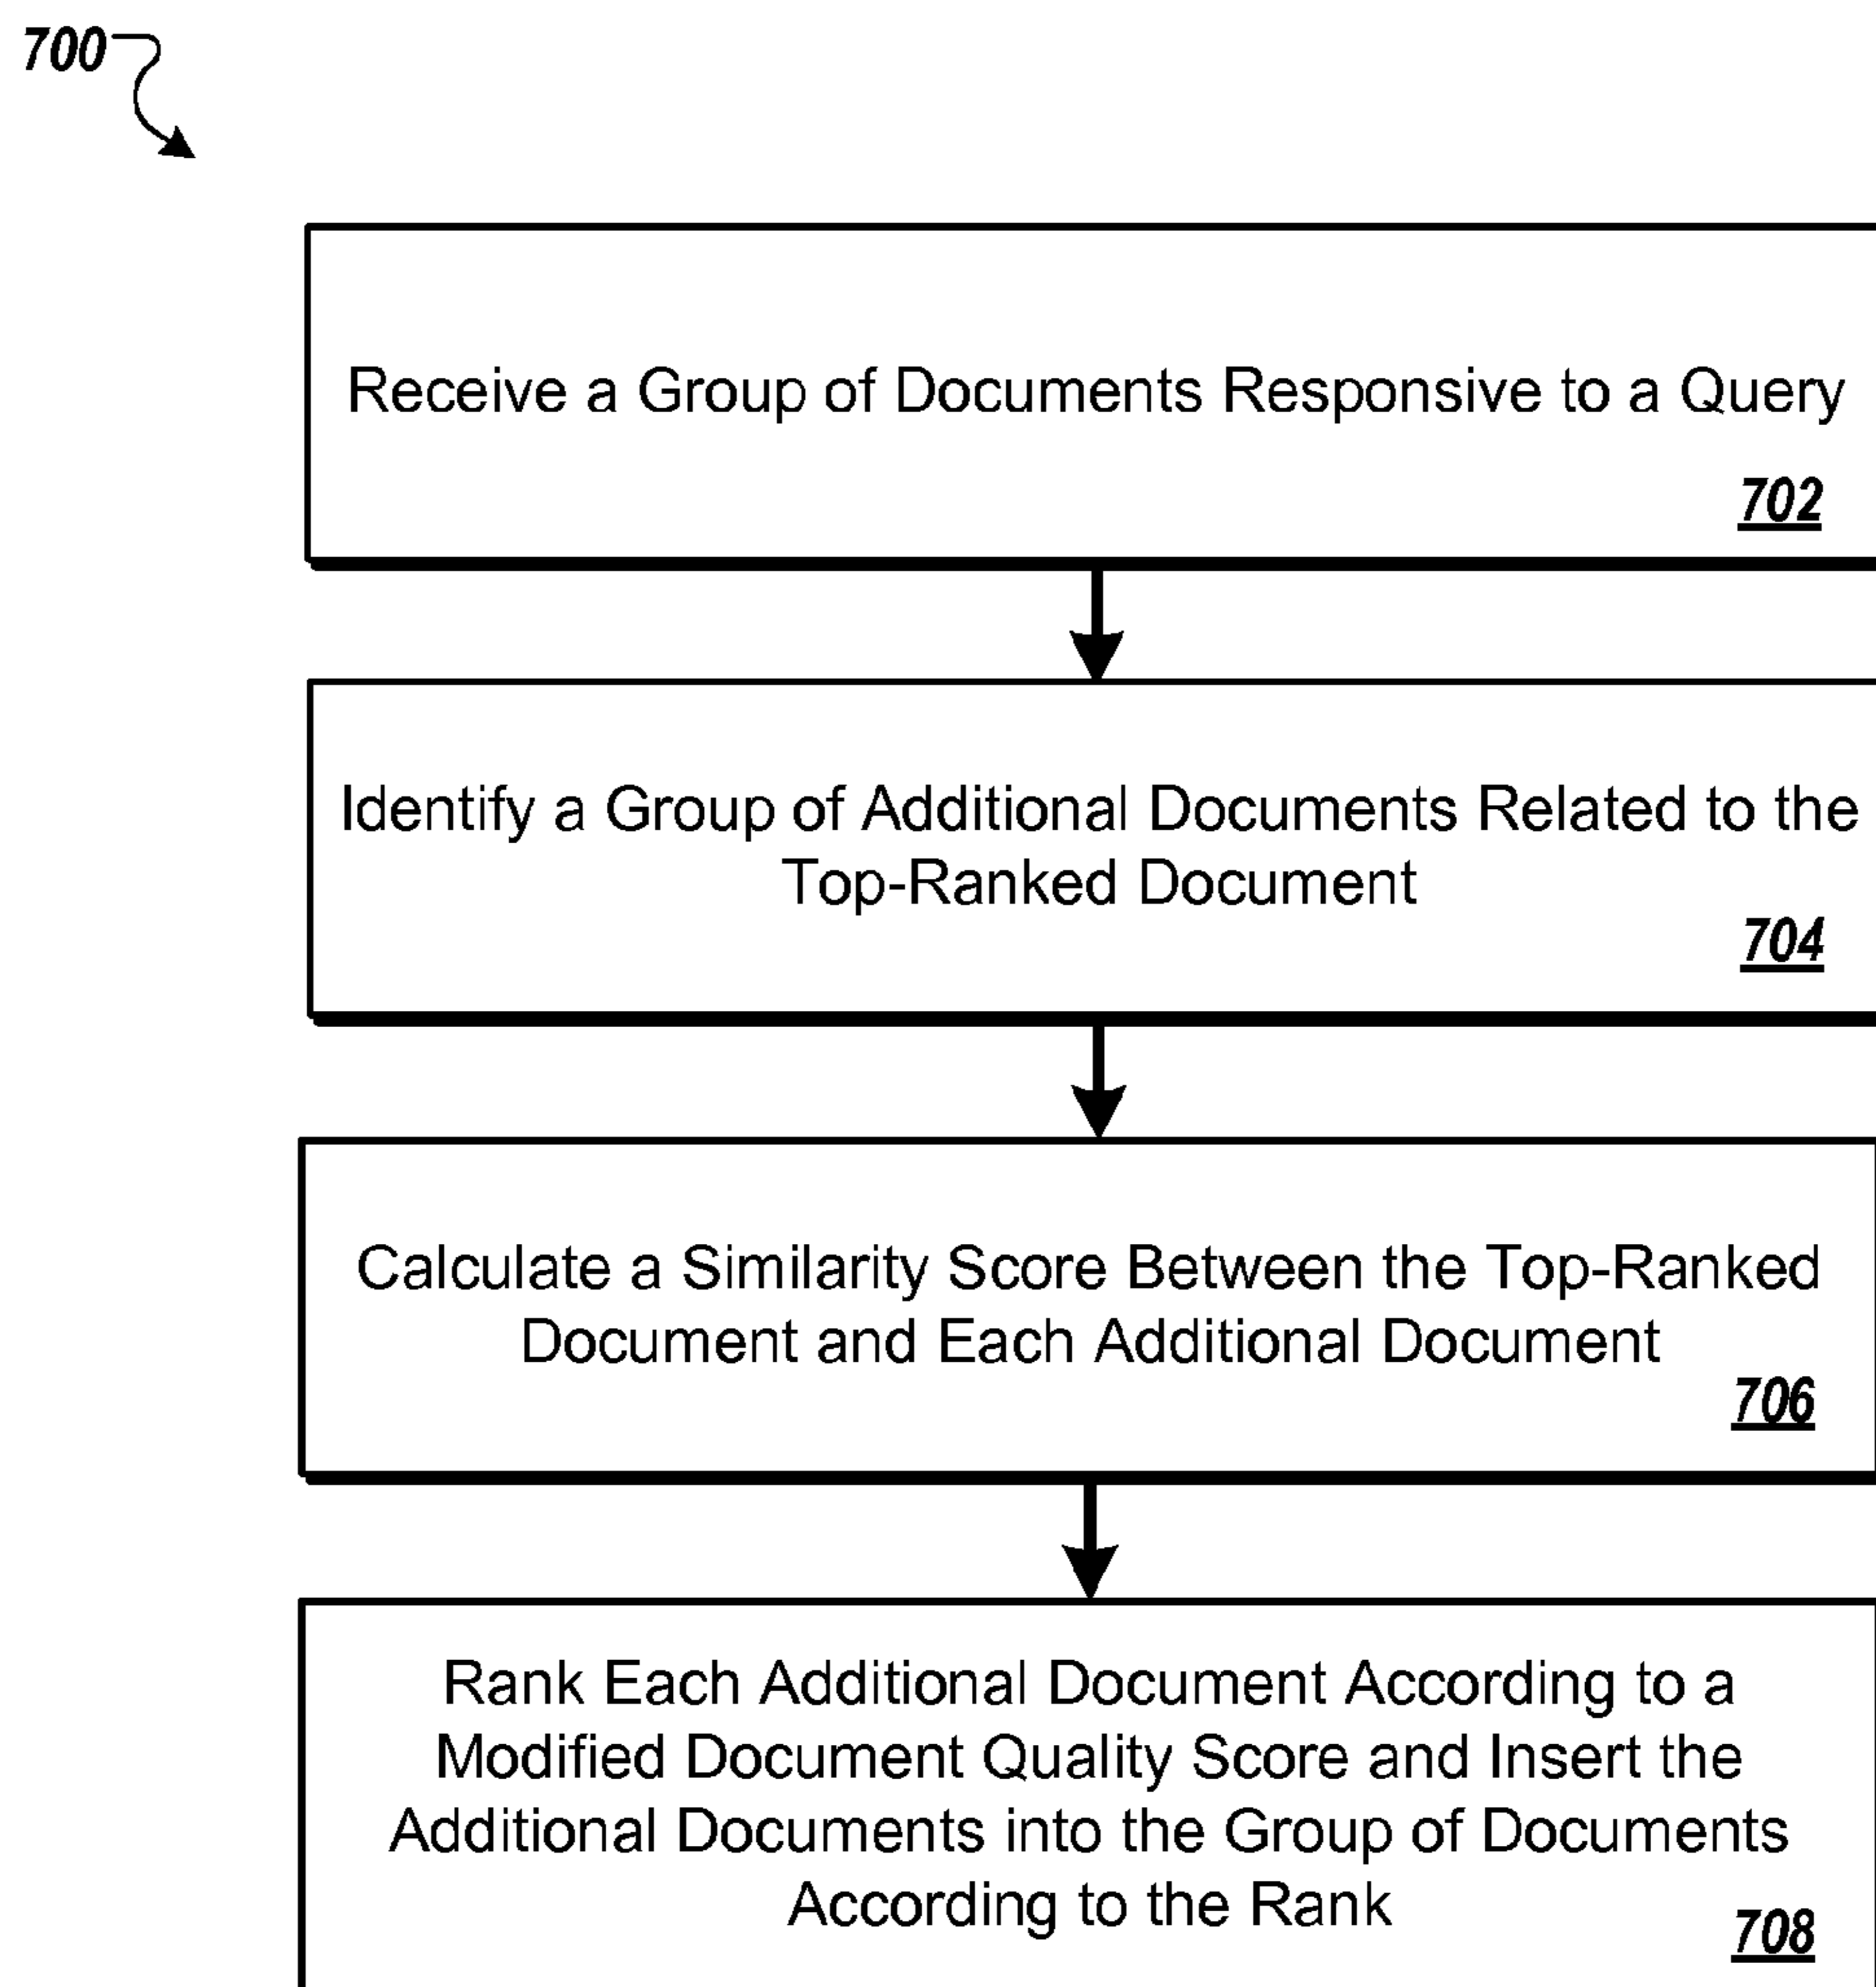 700
Receive a Group of Documents Responsive to a Query
702
Identify a Group of Additional Documents Related to the
Top-Ranked Document
704
Calculate a Similarity Score Between the Top-Ranked
Document and Each Additional Document
706
Rank Each Additional Document According to a
Modified Document Quality Score and Insert the
Additional Documents into the Group of Documents
According to the Rank
708